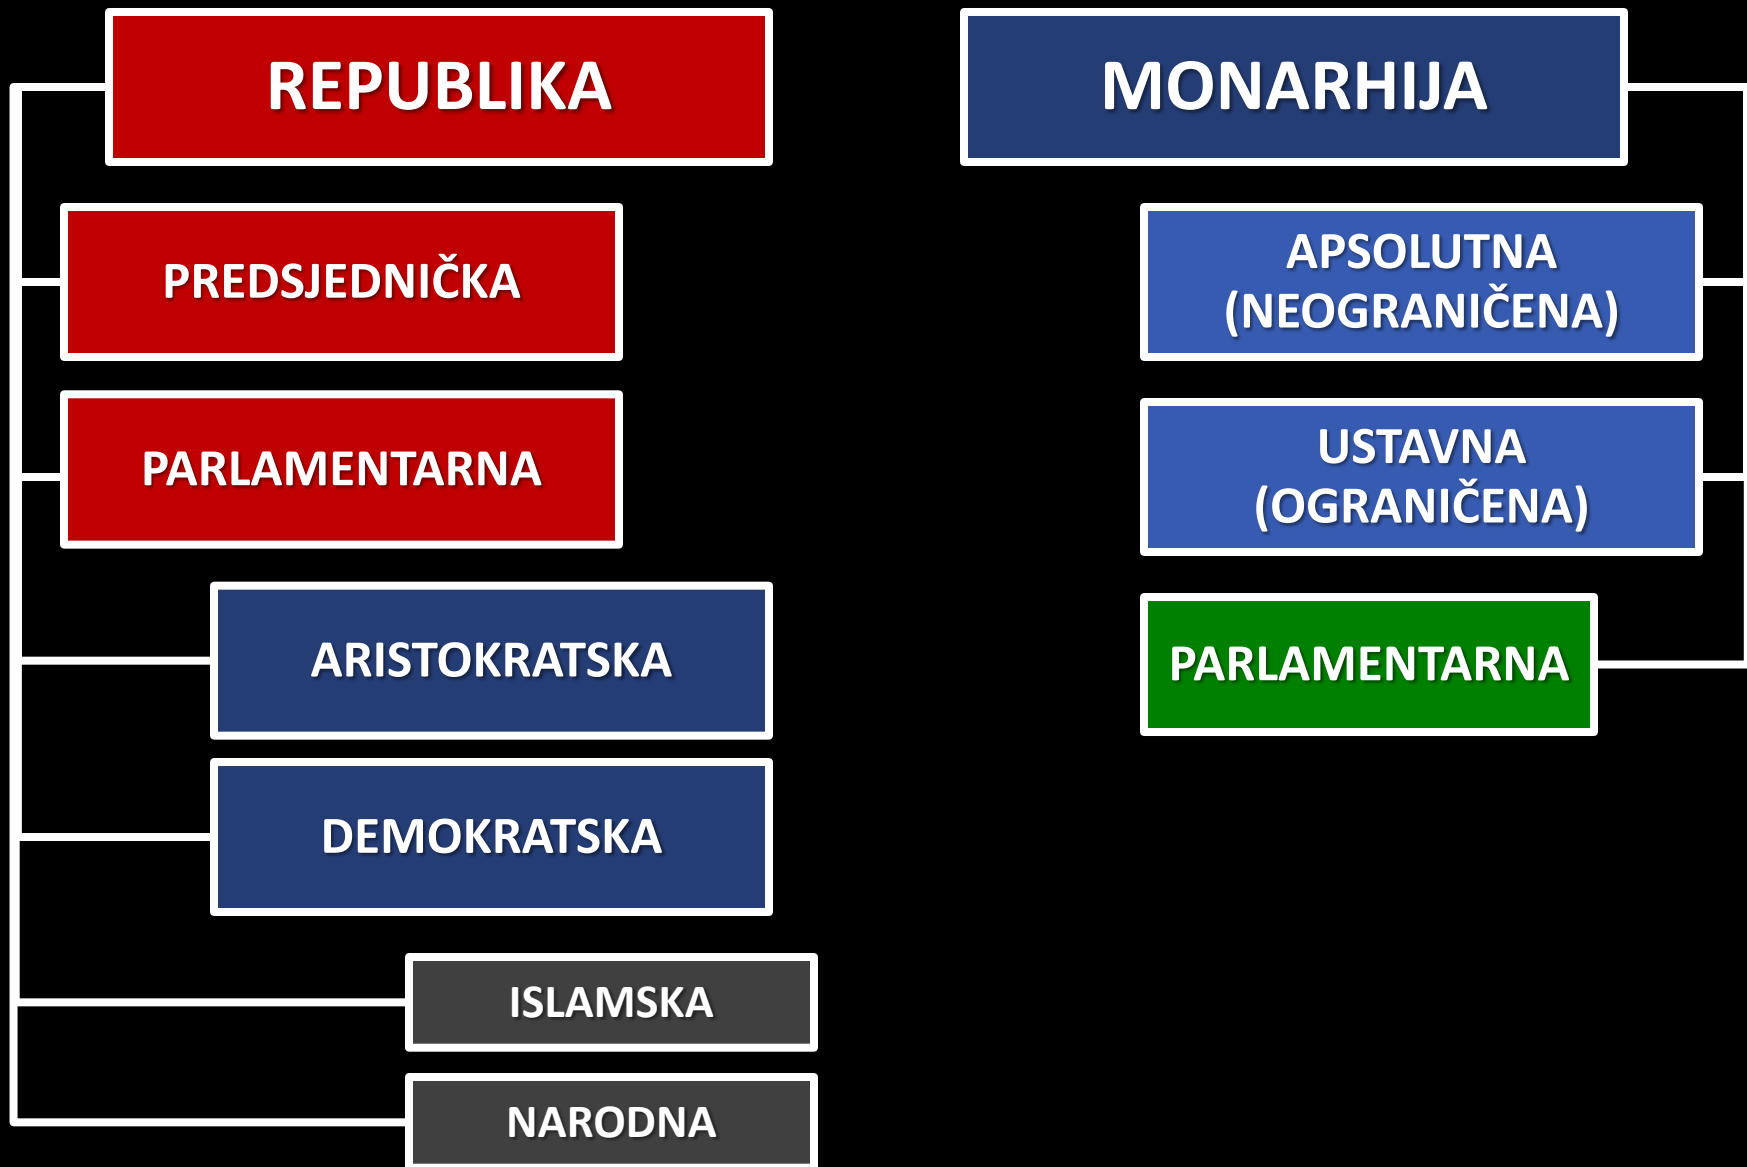 REPUBLIKA
PREDSJEDNIČKA
PARLAMENTARNA
ARISTOKRATSKA
DEMOKRATSKA
ISLAMSKA
NARODNA
MONARHIJA
APSOLUTNA
(NEOGRANIČENA)
USTAVNA
(OGRANIČENA)
PARLAMENTARNA